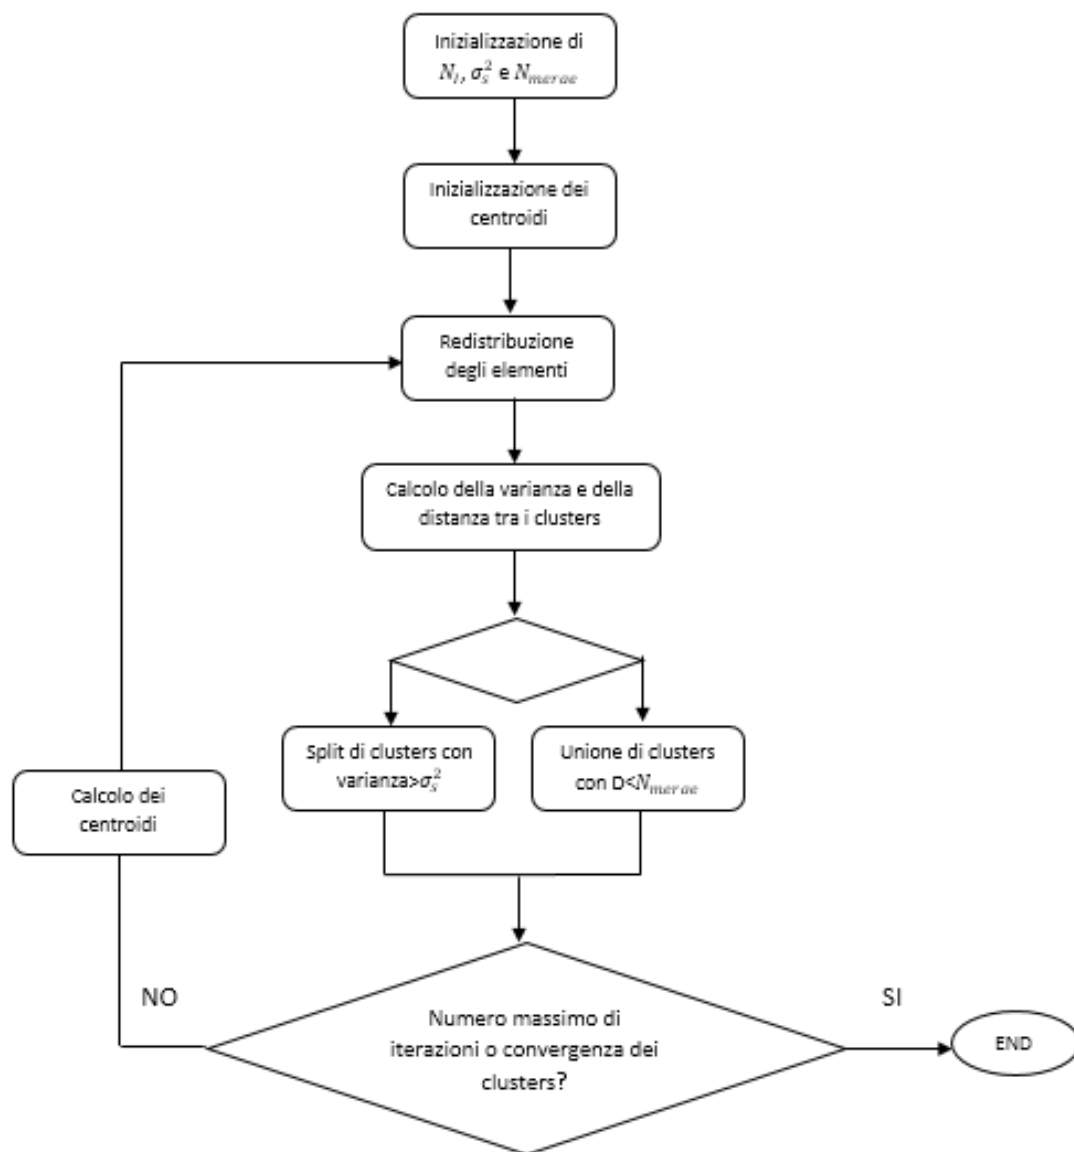 Inizializzazione di
N_I, σ_s^2 e N_merge
Inizializzazione dei
centroidi
Redistribuzione
degli elementi
Calcolo della varianza e della
distanza tra i clusters
Split di clusters con
varianza>σ_s^2
Unione di clusters
con D<N_merge
Calcolo dei
centroidi
NO
SI
Numero massimo di
iterazioni o convergenza dei
clusters?
END